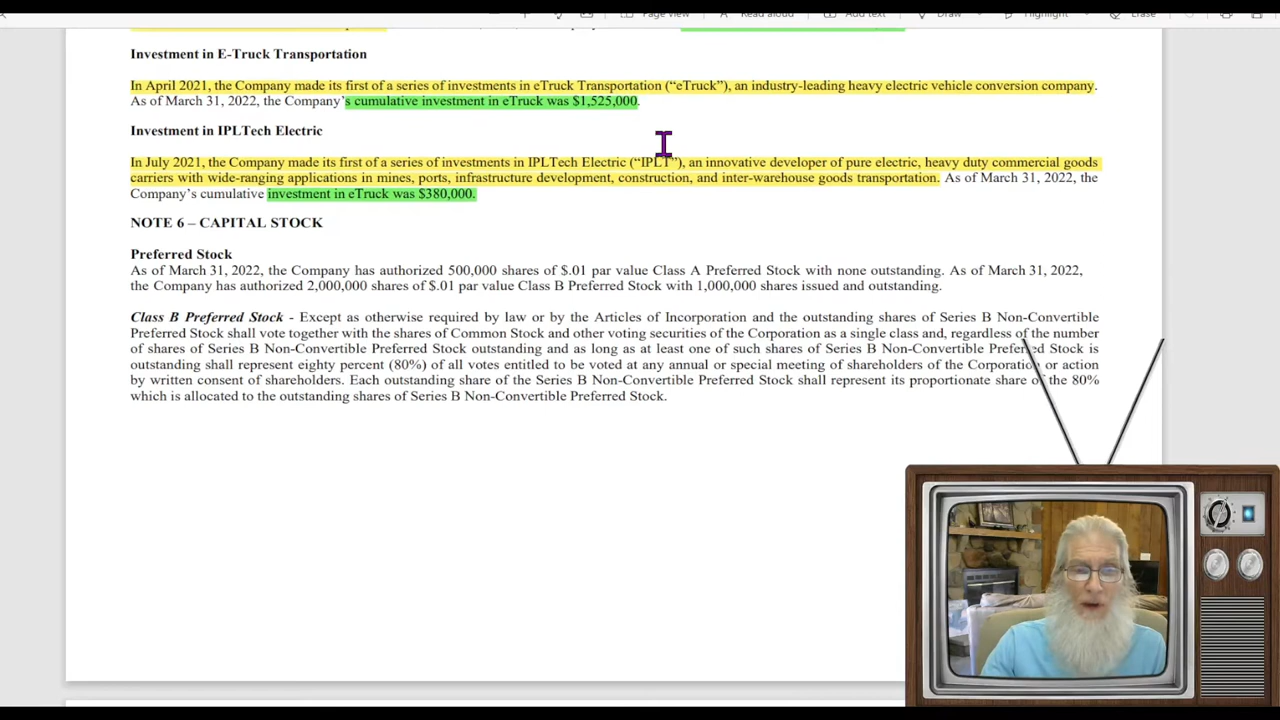 Page view
Read aloud
Add text
Draw
Highlight
Erase
Investment in E-Truck Transportation
In April 2021, the Company made its first of a series of investments in eTruck Transportation (“eTruck”), an industry-leading heavy electric vehicle conversion company.
As of March 31, 2022, the Company’s cumulative investment in eTruck was $1,525,000.
Investment in IPLTech Electric
In July 2021, the Company made its first of a series of investments in IPLTech Electric (“IPLT”), an innovative developer of pure electric, heavy duty commercial goods
carriers with wide-ranging applications in mines, ports, infrastructure development, construction, and inter-warehouse goods transportation. As of March 31, 2022, the
Company’s cumulative investment in eTruck was $380,000.
NOTE 6 – CAPITAL STOCK
Preferred Stock
As of March 31, 2022, the Company has authorized 500,000 shares of $.01 par value Class A Preferred Stock with none outstanding. As of March 31, 2022,
the Company has authorized 2,000,000 shares of $.01 par value Class B Preferred Stock with 1,000,000 shares issued and outstanding.
Class B Preferred Stock - Except as otherwise required by law or by the Articles of Incorporation and the outstanding shares of Series B Non-Convertible
Preferred Stock shall vote together with the shares of Common Stock and other voting securities of the Corporation as a single class and, regardless of the number
of shares of Series B Non-Convertible Preferred Stock outstanding and as long as at least one of such shares of Series B Non-Convertible Preferred Stock is
outstanding shall represent eighty percent (80%) of all votes entitled to be voted at any annual or special meeting of shareholders of the Corporation or action
by written consent of shareholders. Each outstanding share of the Series B Non-Convertible Preferred Stock shall represent its proportionate share of the 80%
which is allocated to the outstanding shares of Series B Non-Convertible Preferred Stock.